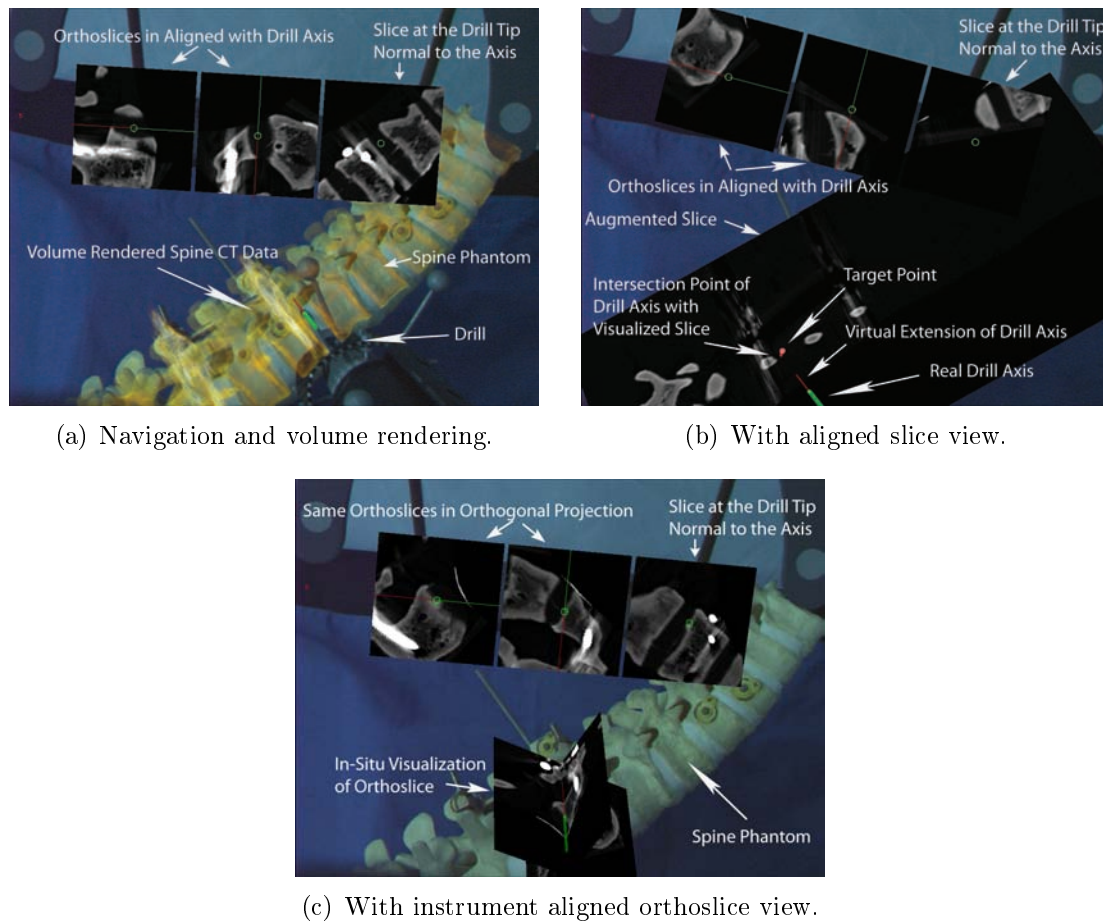 Orthoslices in Aligned with Drill Axis
Slice at the Drill Tip
Normal to the Axis
Volume Rendered Spine CT Data
Spine Phantom
Drill
(a) Navigation and volume rendering.
Slice at the Drill Tip
Normal to the Axis
Orthoslices in Aligned with Drill Axis
Augmented Slice
Target Point
Intersection Point of
Drill Axis with
Visualized Slice
Virtual Extension of Drill Axis
Real Drill Axis
(b) With aligned slice view.
Same Orthoslices in Orthogonal Projection
Slice at the Drill Tip
Normal to the Axis
In-Situ Visualization
of Orthoslice
Spine Phantom
(c) With instrument aligned orthoslice view.